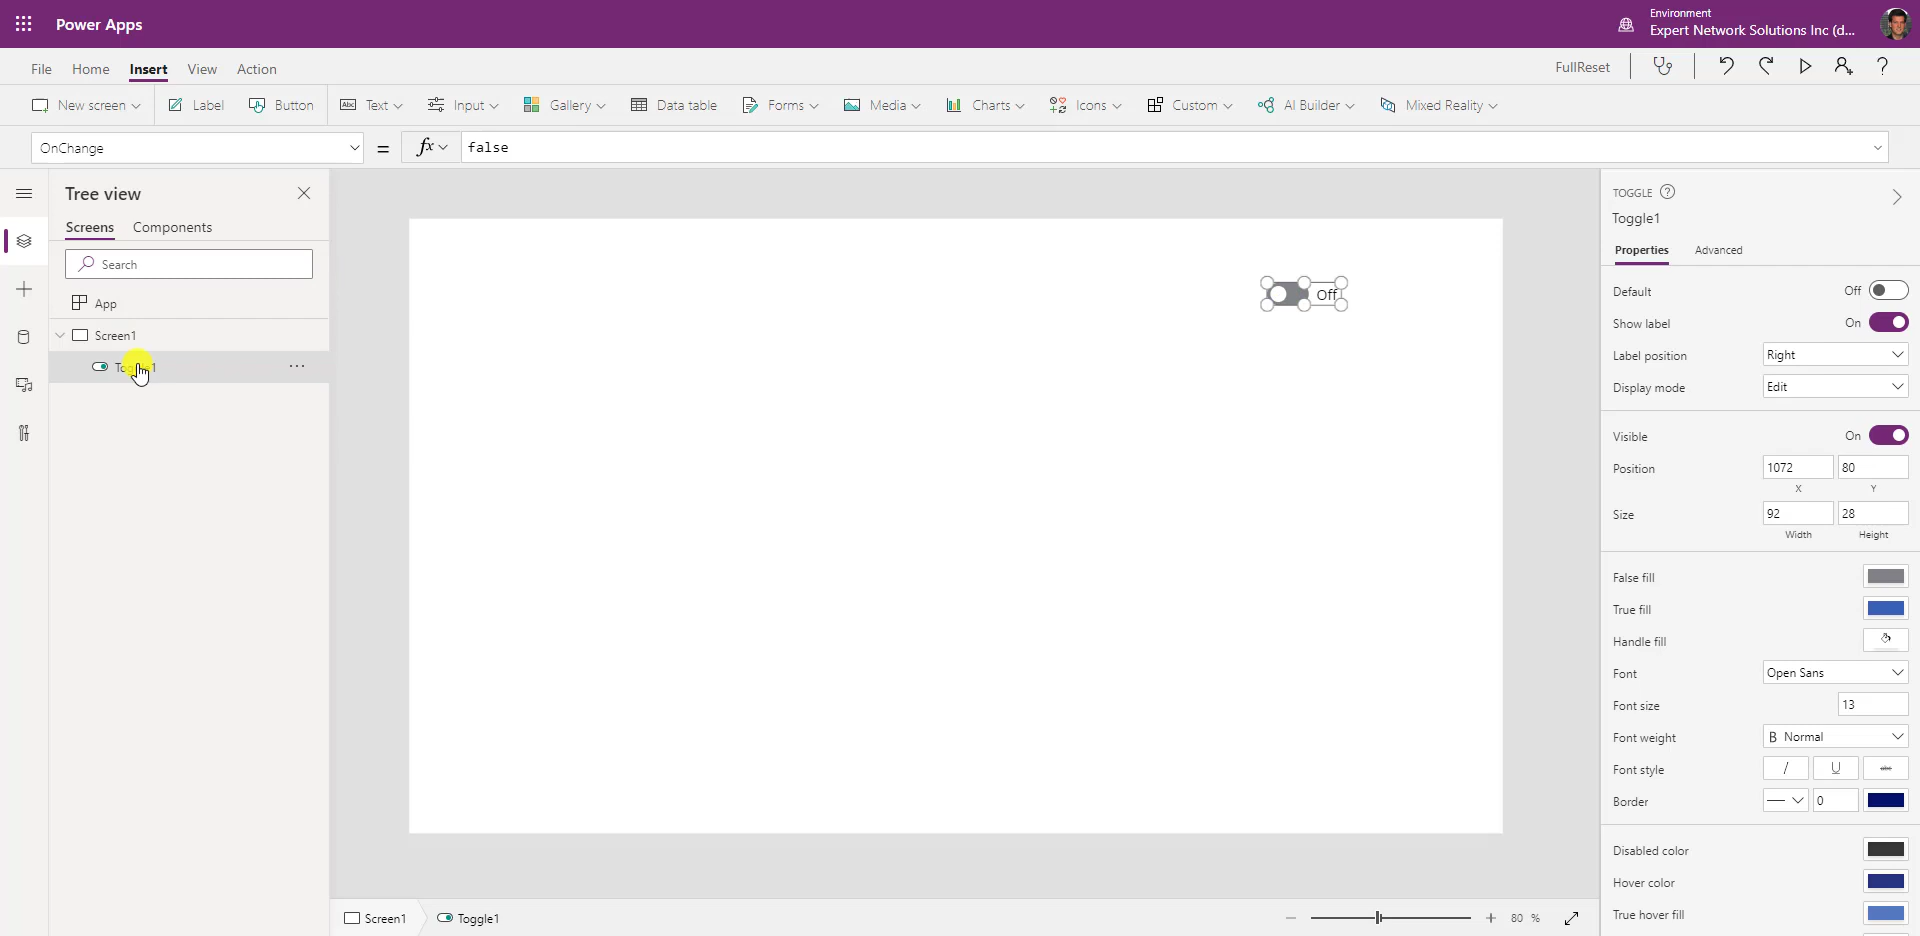 Power Apps
Environment
Expert Network Solutions Inc (d...
File Home Insert View Action
FullReset
New screen Label Button Text Input Gallery Data table Forms Media Charts Icons Custom AI Builder Mixed Reality
OnChange = fx false
Tree view
Screens Components
Search
App
Screen1
Off
TOGGLE
Toggle1
Properties Advanced
Default Off
Show label On
Label position Right
Display mode Edit
Visible On
Position 1072 80
X Y
Size 92 28
Width Height
False fill
True fill
Handle fill
Font Open Sans
Font size 13
Font weight B Normal
Font style / U abc
Border 0
Disabled color
Hover color
True hover fill
Screen1 Toggle1
80 %